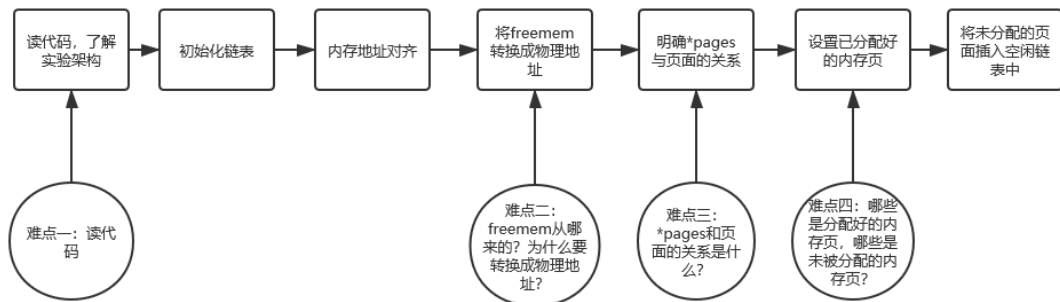 读代码，了解
实验架构
初始化链表
内存地址对齐
将freemem
转换成物理地
址
明确*pages
与页面的关系
设置已分配好
的内存页
将未分配的页
面插入空闲链
表中
难点一：读代
码
难点二：
freemem从哪
来的？为什么要
转换成物理地
址？
难点三：
*pages和页
面的关系是什
么？
难点四：哪些
是分配好的内
存页，哪些是
未被分配的内
存页？